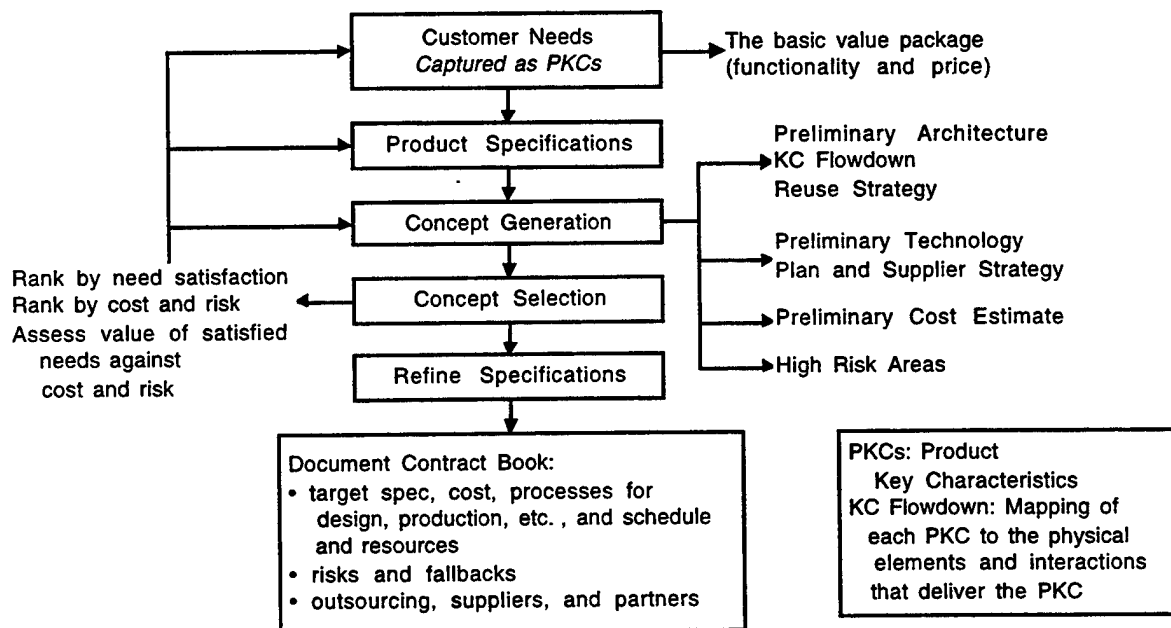 Customer Needs
Captured as PKCs
The basic value package
(functionality and price)
Product Specifications
Preliminary Architecture
KC Flowdown
Reuse Strategy
Concept Generation
Preliminary Technology
Plan and Supplier Strategy
Rank by need satisfaction
Rank by cost and risk
Assess value of satisfied
needs against
cost and risk
Concept Selection
Preliminary Cost Estimate
Refine Specifications
High Risk Areas
Document Contract Book:
• target spec, cost, processes for
design, production, etc., and schedule
and resources
• risks and fallbacks
• outsourcing, suppliers, and partners
PKCs: Product
Key Characteristics
KC Flowdown: Mapping of
each PKC to the physical
elements and interactions
that deliver the PKC